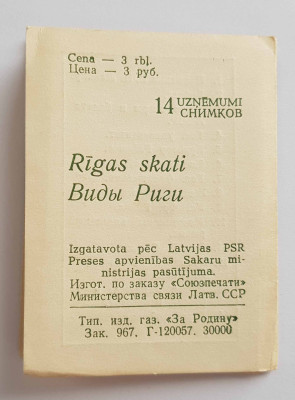 Cena — 3 rbļ.
Цена — 3 руб.
14 UZŅĒMUMI
СНИМКОВ
Rīgas skati
Виды Риги
Izgatavota pēc Latvijas PSR
Preses apvienības Sakaru mi-
nistrijas pasūtījuma.
Изгот. по заказу «Союзпечати»
Министерства связи Латв. ССР
Тип. изд. газ. «За Родину»
Зак. 967. Г-120057. 30000